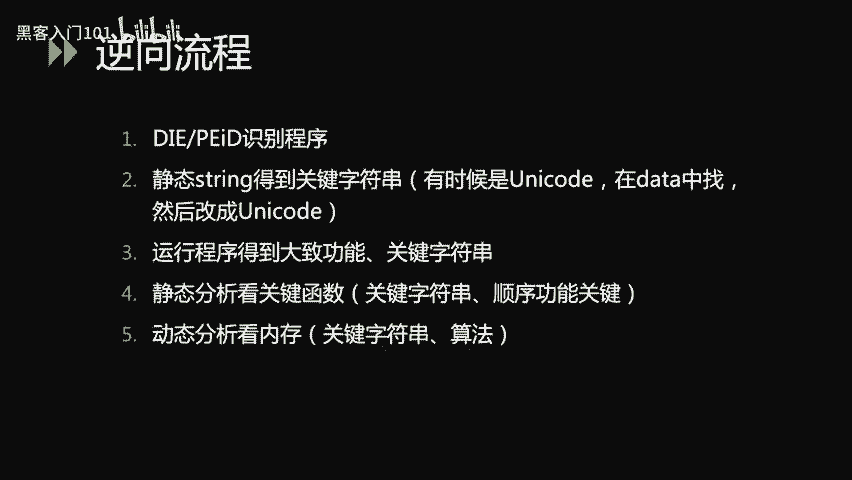 黑客入门101 bilibili
逆向流程
1. DIE/PEiD识别程序
2. 静态string得到关键字符串（有时候是Unicode，在data中找，
然后改成Unicode）
3. 运行程序得到大致功能、关键字符串
4. 静态分析看关键函数（关键字符串、顺序功能关键）
5. 动态分析看内存（关键字符串、算法）